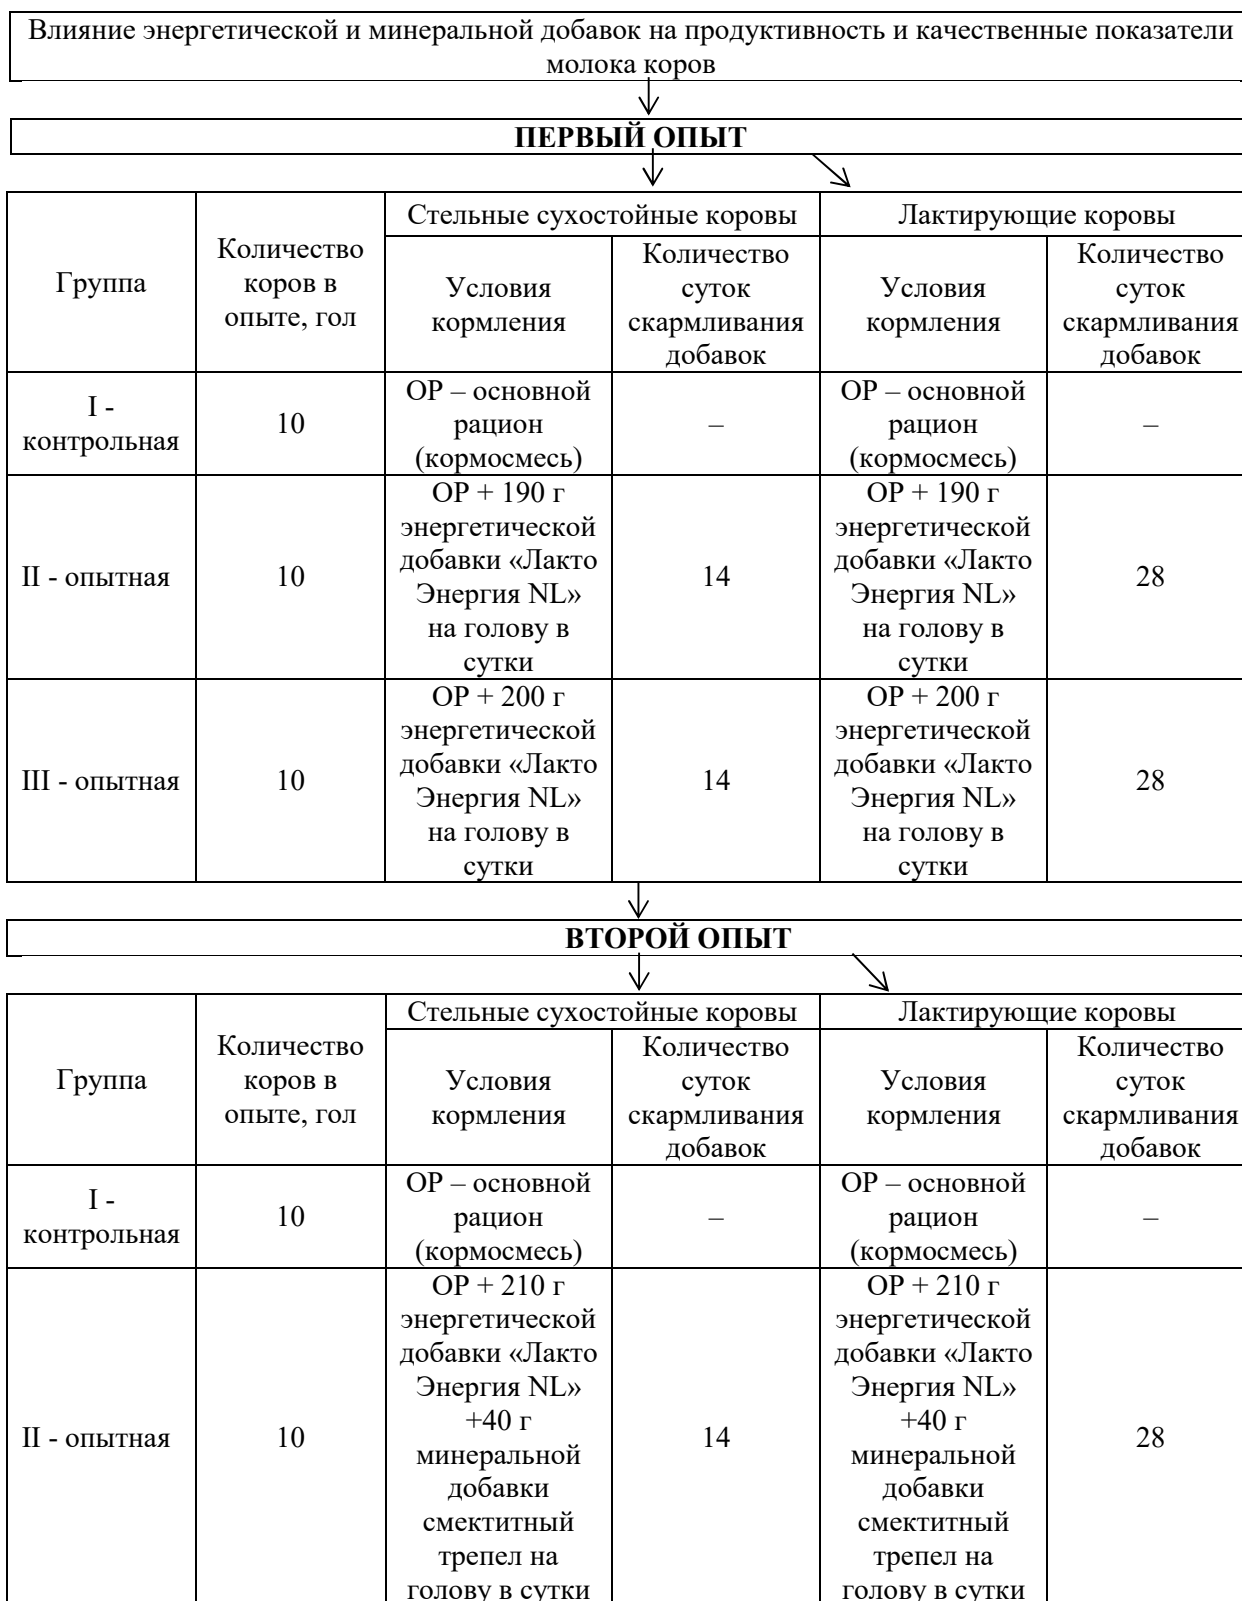 Влияние энергетической и минеральной добавок на продуктивность и качественные показатели
молока коров
ПЕРВЫЙ ОПЫТ
Группа
Количество
коров в
опыте, гол
Стельные сухостойные коровы
Лактирующие коровы
Условия
кормления
Количество
суток
скармливания
добавок
Условия
кормления
Количество
суток
скармливания
добавок
I -
контрольная
10
ОР – основной
рацион
(кормосмесь)
–
ОР – основной
рацион
(кормосмесь)
–
II - опытная
10
ОР + 190 г
энергетической
добавки «Лакто
Энергия NL»
на голову в
сутки
14
ОР + 190 г
энергетической
добавки «Лакто
Энергия NL»
на голову в
сутки
28
III - опытная
10
ОР + 200 г
энергетической
добавки «Лакто
Энергия NL»
на голову в
сутки
14
ОР + 200 г
энергетической
добавки «Лакто
Энергия NL»
на голову в
сутки
28
ВТОРОЙ ОПЫТ
Группа
Количество
коров в
опыте, гол
Стельные сухостойные коровы
Лактирующие коровы
Условия
кормления
Количество
суток
скармливания
добавок
Условия
кормления
Количество
суток
скармливания
добавок
I -
контрольная
10
ОР – основной
рацион
(кормосмесь)
–
ОР – основной
рацион
(кормосмесь)
–
II - опытная
10
ОР + 210 г
энергетической
добавки «Лакто
Энергия NL»
+40 г
минеральной
добавки
смектитный
трепел на
голову в сутки
14
ОР + 210 г
энергетической
добавки «Лакто
Энергия NL»
+40 г
минеральной
добавки
смектитный
трепел на
голову в сутки
28